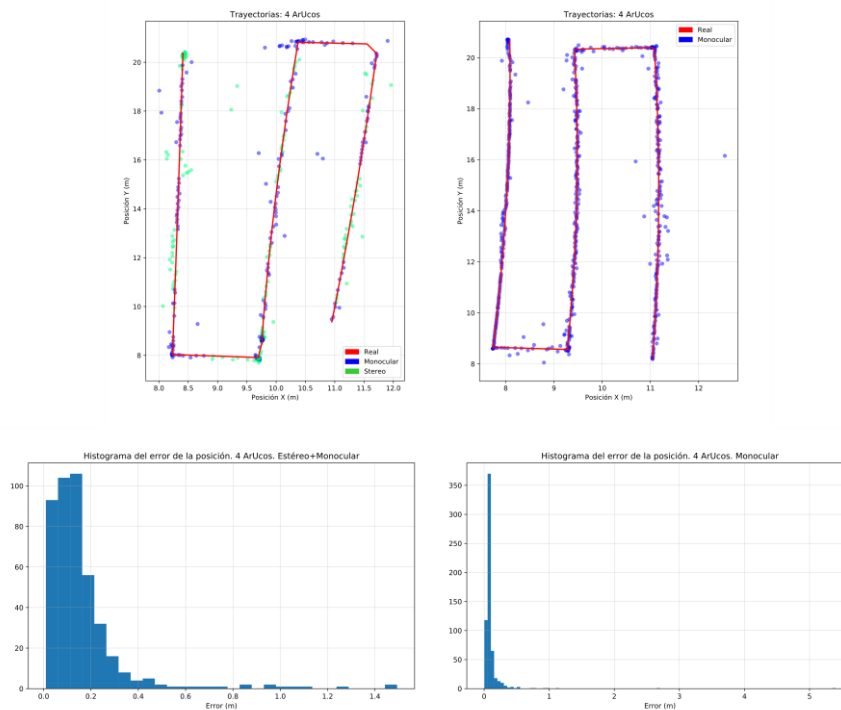 Trayectorias: 4 ArUcos
Posición Y (m)
20
18
16
14
12
10
8
8.0 8.5 9.0 9.5 10.0 10.5 11.0 11.5 12.0
Posición X (m)
Real
Monocular
Stereo
Trayectorias: 4 ArUcos
Posición Y (m)
20
18
16
14
12
10
8
8 9 10 11 12
Posición X (m)
Real
Monocular
Histograma del error de la posición. 4 ArUcos. Estéreo+Monocular
100
80
60
40
20
0
0.0 0.2 0.4 0.6 0.8 1.0 1.2 1.4
Error (m)
Histograma del error de la posición. 4 ArUcos. Monocular
350
300
250
200
150
100
50
0
0 1 2 3 4 5
Error (m)